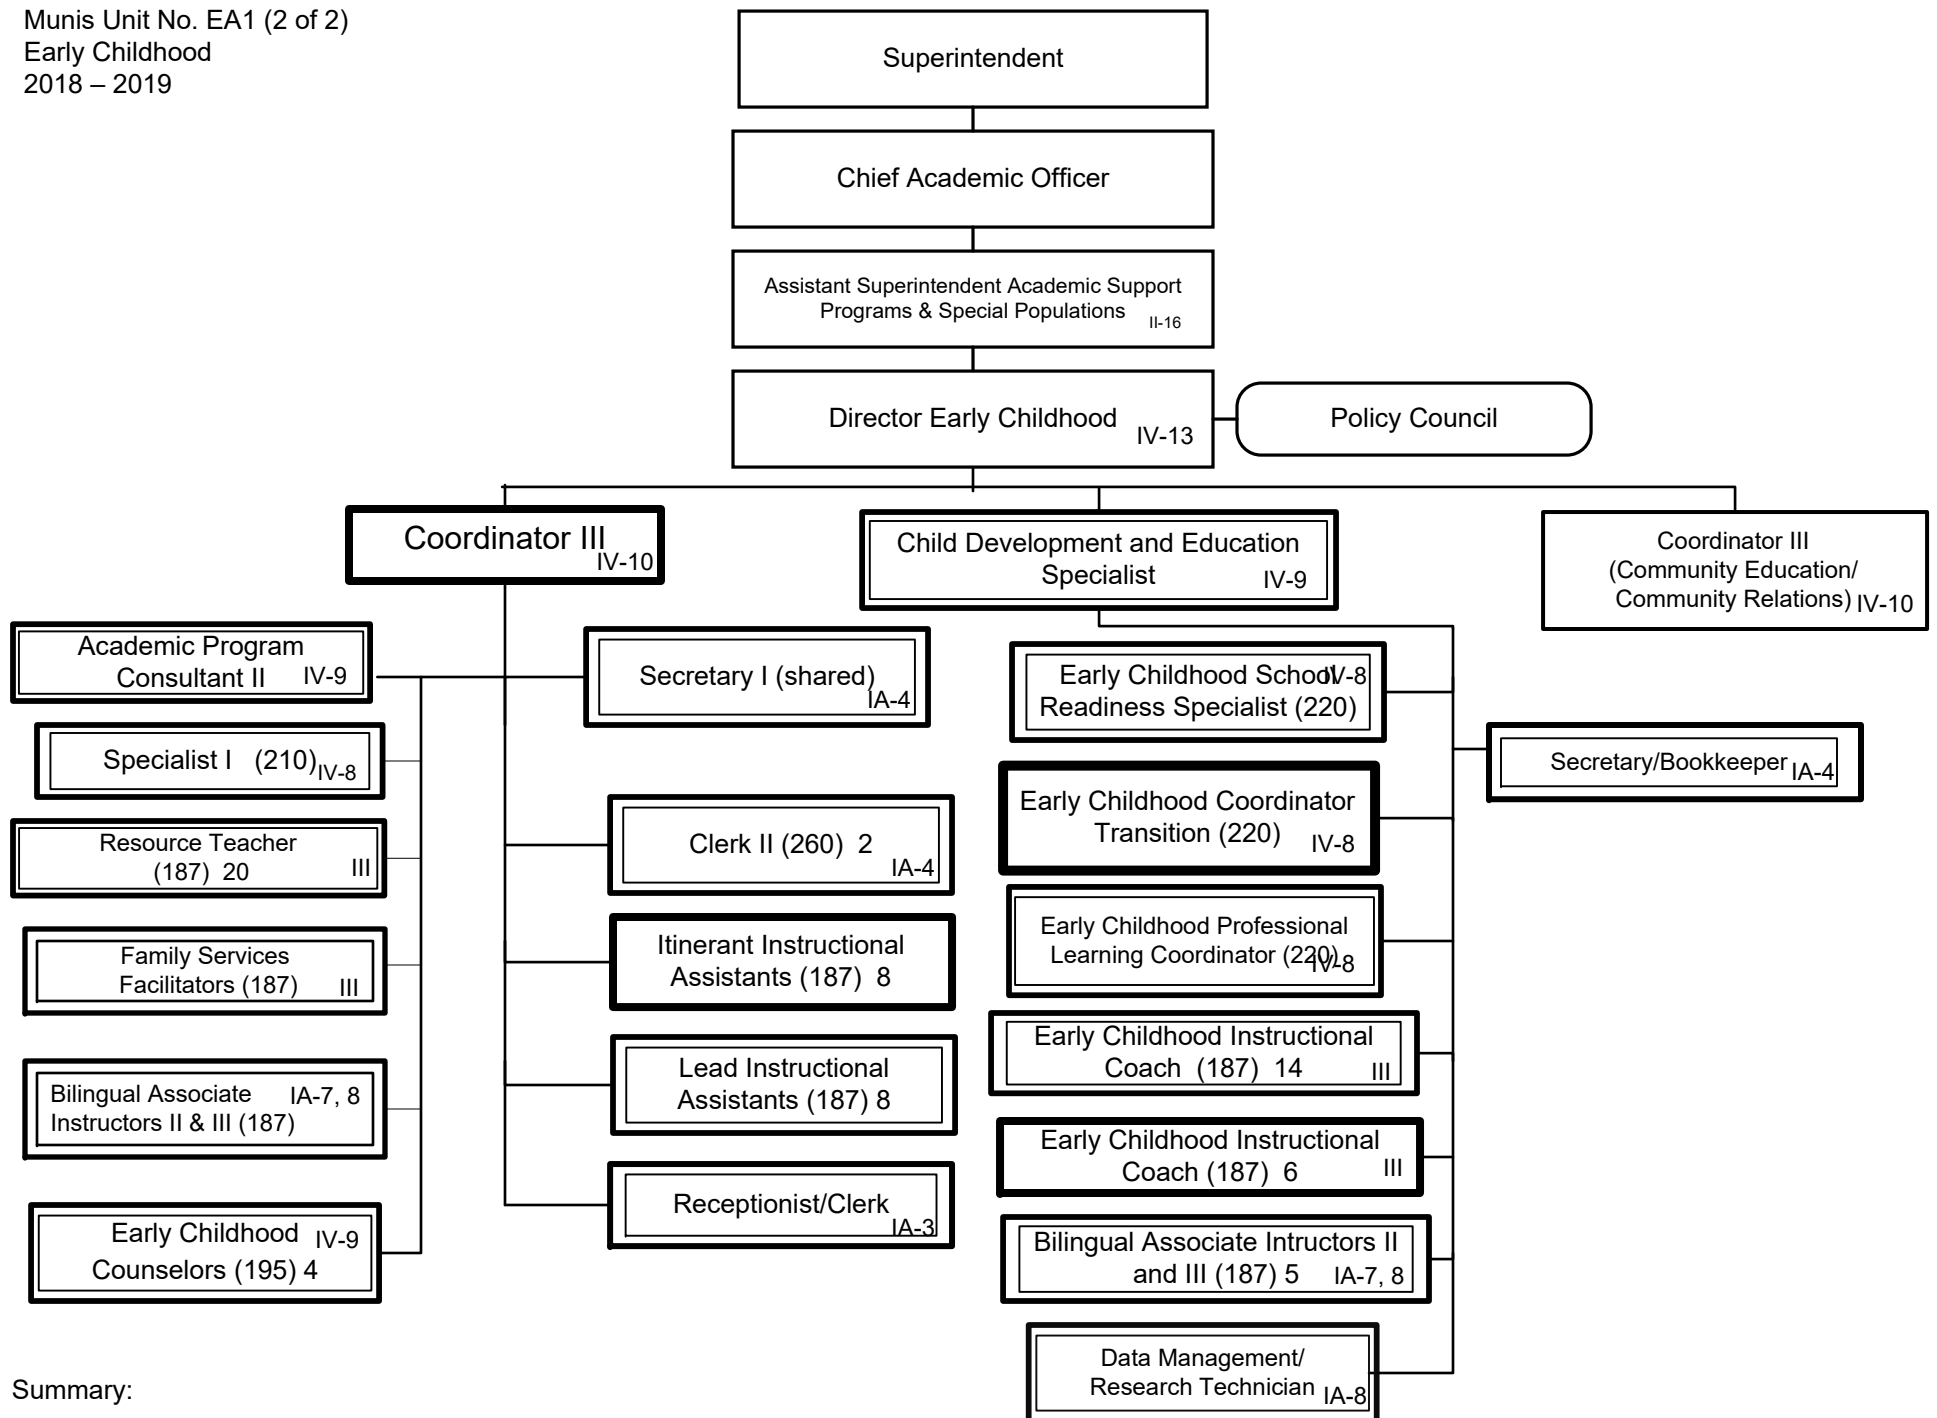 Munis Unit No. EA1 (2 of 2)
Early Childhood
2018 – 2019
Superintendent
Chief Academic Officer
Assistant Superintendent Academic Support
Programs & Special Populations
II-16
Director Early Childhood
IV-13
Policy Council
Coordinator III
IV-10
Child Development and Education
Specialist
IV-9
Coordinator III
(Community Education/
Community Relations)
IV-10
Academic Program
Consultant II
IV-9
Specialist I (210)
IV-8
Resource Teacher
(187) 20
III
Family Services
Facilitators (187)
III
Bilingual Associate
IA-7, 8
Instructors II & III (187)
Early Childhood
IV-9
Counselors (195) 4
Secretary I (shared)
IA-4
Clerk II (260) 2
IA-4
Itinerant Instructional
Assistants (187) 8
Lead Instructional
Assistants (187) 8
Receptionist/Clerk
IA-3
Early Childhood School
IV-8
Readiness Specialist (220)
Early Childhood Coordinator
Transition (220)
IV-8
Early Childhood Professional
Learning Coordinator (220)
IV-8
Early Childhood Instructional
Coach (187) 14
III
Early Childhood Instructional
Coach (187) 6
III
Bilingual Associate Intructors II
and III (187) 5
IA-7, 8
Data Management/
Research Technician
IA-8
Secretary/Bookkeeper
IA-4
Summary: